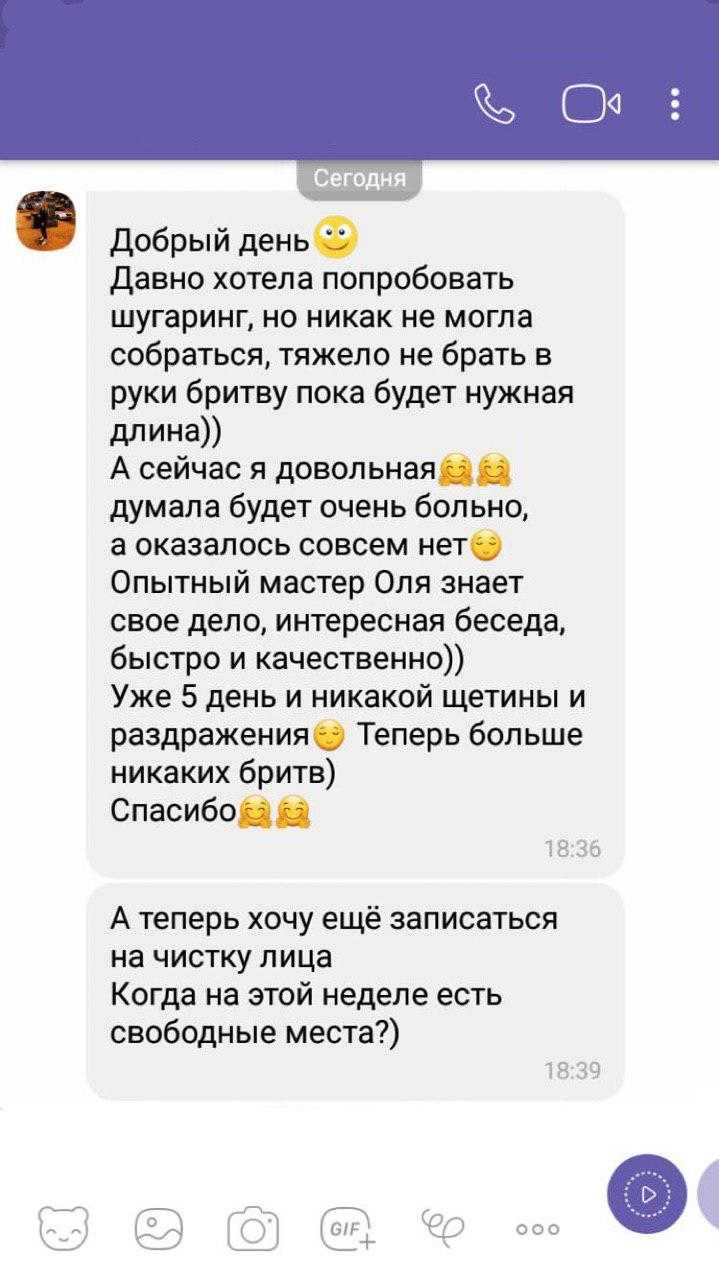 Сегодня
Добрый день🙂
Давно хотела попробовать
шугаринг, но никак не могла
собраться, тяжело не брать в
руки бритву пока будет нужная
длина))
А сейчас я довольная🤗🤗
думала будет очень больно,
а оказалось совсем нет😌
Опытный мастер Оля знает
свое дело, интересная беседа,
быстро и качественно))
Уже 5 день и никакой щетины и
раздражения😌 Теперь больше
никаких бритв)
Спасибо🤗🤗
18:36
А теперь хочу ещё записаться
на чистку лица
Когда на этой неделе есть
свободные места?)
18:39
GIF